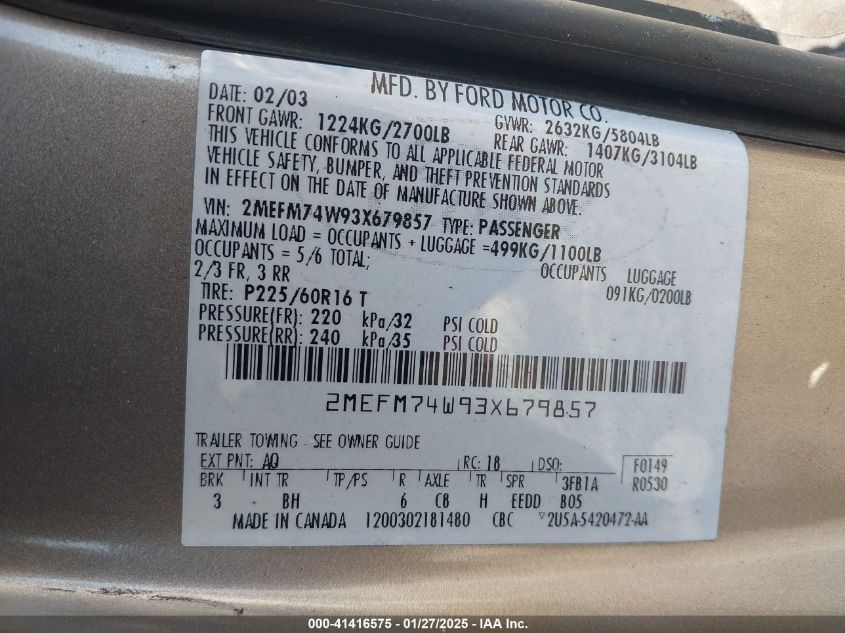 MFD. BY FORD MOTOR CO.
DATE: 02/03 GVWR: 2632KG/5804LB
FRONT GAWR: 1224KG/2700LB REAR GAWR: 1407KG/3104LB
THIS VEHICLE CONFORMS TO ALL APPLICABLE FEDERAL MOTOR
VEHICLE SAFETY, BUMPER, AND THEFT PREVENTION STANDARDS
IN EFFECT ON THE DATE OF MANUFACTURE SHOWN ABOVE.
VIN: 2MEFM74W93X679857 TYPE: PASSENGER
MAXIMUM LOAD = OCCUPANTS + LUGGAGE =499KG/1100LB
OCCUPANTS = 5/6 TOTAL; OCCUPANTS LUGGAGE
2/3 FR, 3 RR 091KG/0200LB
TIRE: P225/60R16 T
PRESSURE(FR): 220 kPa/32 PSI COLD
PRESSURE(RR): 240 kPa/35 PSI COLD
2MEFM74W93X679857
TRAILER TOWING - SEE OWNER GUIDE
EXT PNT: AQ RC: 18 DSO: F0149
BRK INT TR TP/PS R AXLE TR SPR 3FB1A R0530
3 BH 6 C8 H EEDD B05
MADE IN CANADA 1200302181480 CBC 2U5A-5420472-AA
000-41416575 - 01/27/2025 - IAA Inc.